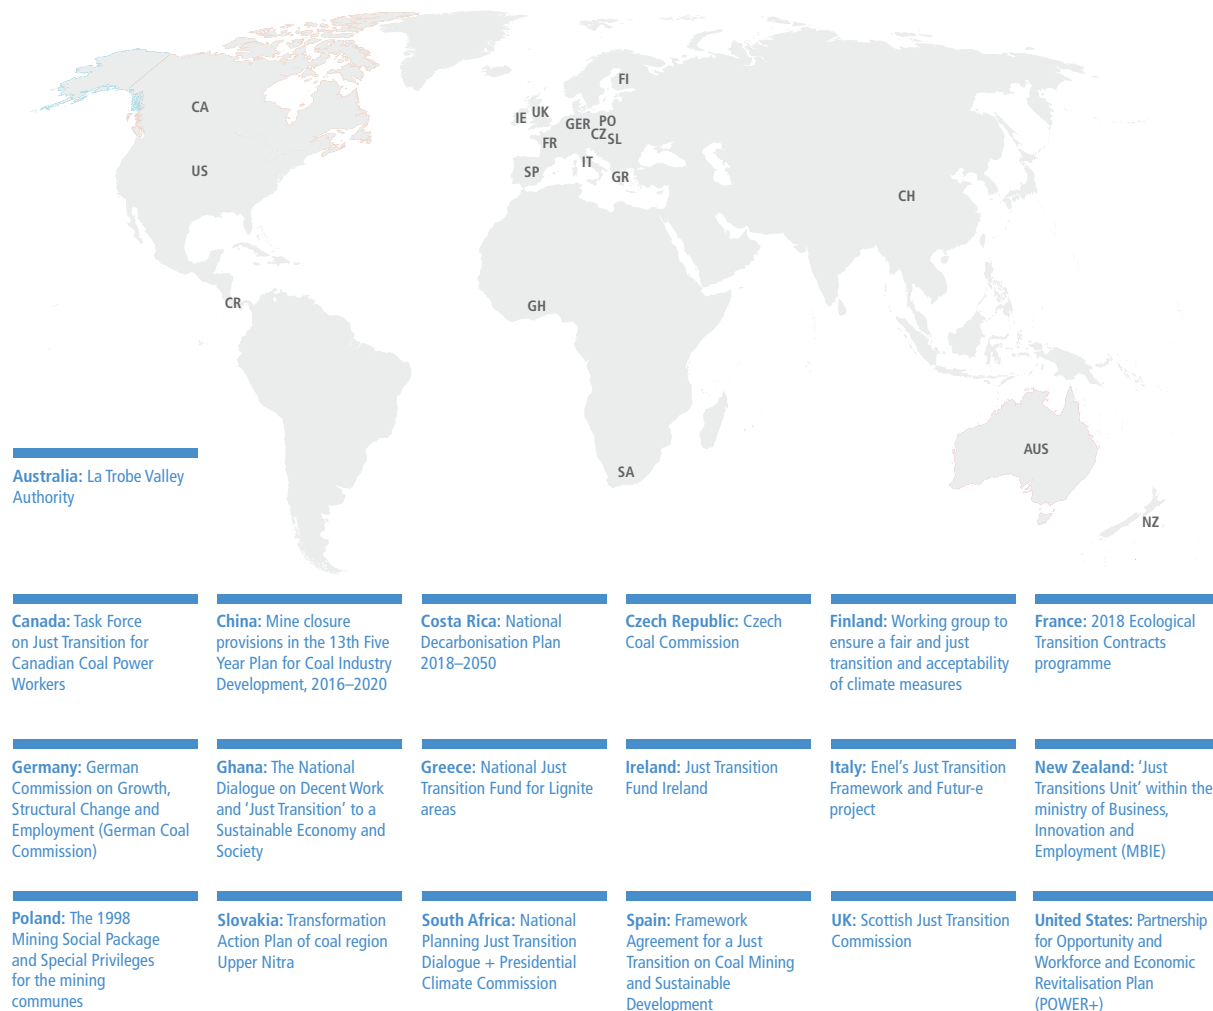 FI
CA
IE
UK
GER
PO
CZ
SL
FR
IT
US
SP
GR
CH
CR
GH
AUS
SA
NZ
Australia: La Trobe Valley
Authority
Canada: Task Force
on Just Transition for
Canadian Coal Power
Workers
China: Mine closure
provisions in the 13th Five
Year Plan for Coal Industry
Development, 2016–2020
Costa Rica: National
Decarbonisation Plan
2018–2050
Czech Republic: Czech
Coal Commission
Finland: Working group to
ensure a fair and just
transition and acceptability
of climate measures
France: 2018 Ecological
Transition Contracts
programme
Germany: German
Commission on Growth,
Structural Change and
Employment (German Coal
Commission)
Ghana: The National
Dialogue on Decent Work
and ‘Just Transition’ to a
Sustainable Economy and
Society
Greece: National Just
Transition Fund for Lignite
areas
Ireland: Just Transition
Fund Ireland
Italy: Enel’s Just Transition
Framework and Futur-e
project
New Zealand: ‘Just
Transitions Unit’ within the
ministry of Business,
Innovation and
Employment (MBIE)
Poland: The 1998
Mining Social Package
and Special Privileges
for the mining
communes
Slovakia: Transformation
Action Plan of coal region
Upper Nitra
South Africa: National
Planning Just Transition
Dialogue + Presidential
Climate Commission
Spain: Framework
Agreement for a Just
Transition on Coal Mining
and Sustainable
Development
UK: Scottish Just Transition
Commission
United States: Partnership
for Opportunity and
Workforce and Economic
Revitalisation Plan
(POWER+)